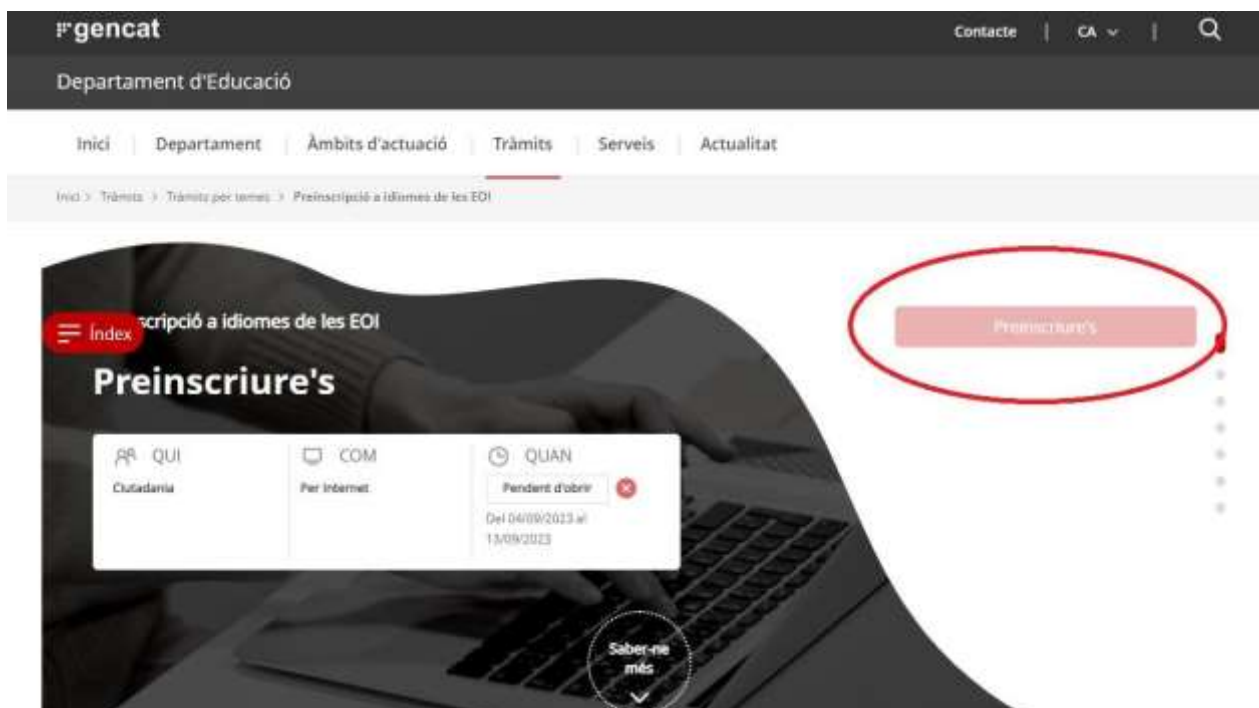 gencat
Contacte | CA |
Departament d'Educació
Inici | Departament | Àmbits d'actuació | Tràmits | Serveis | Actualitat
Inici > Tràmits > Tràmits per temes > Preinscripció a idiomes de les EOI
Preinscriure's
Índex
scripció a idiomes de les EOI
Preinscriure's
QUI
Ciutadania
COM
Per Internet
QUAN
Pendent d'obrir
Del 04/09/2023 al
13/09/2023
Saber-ne
més